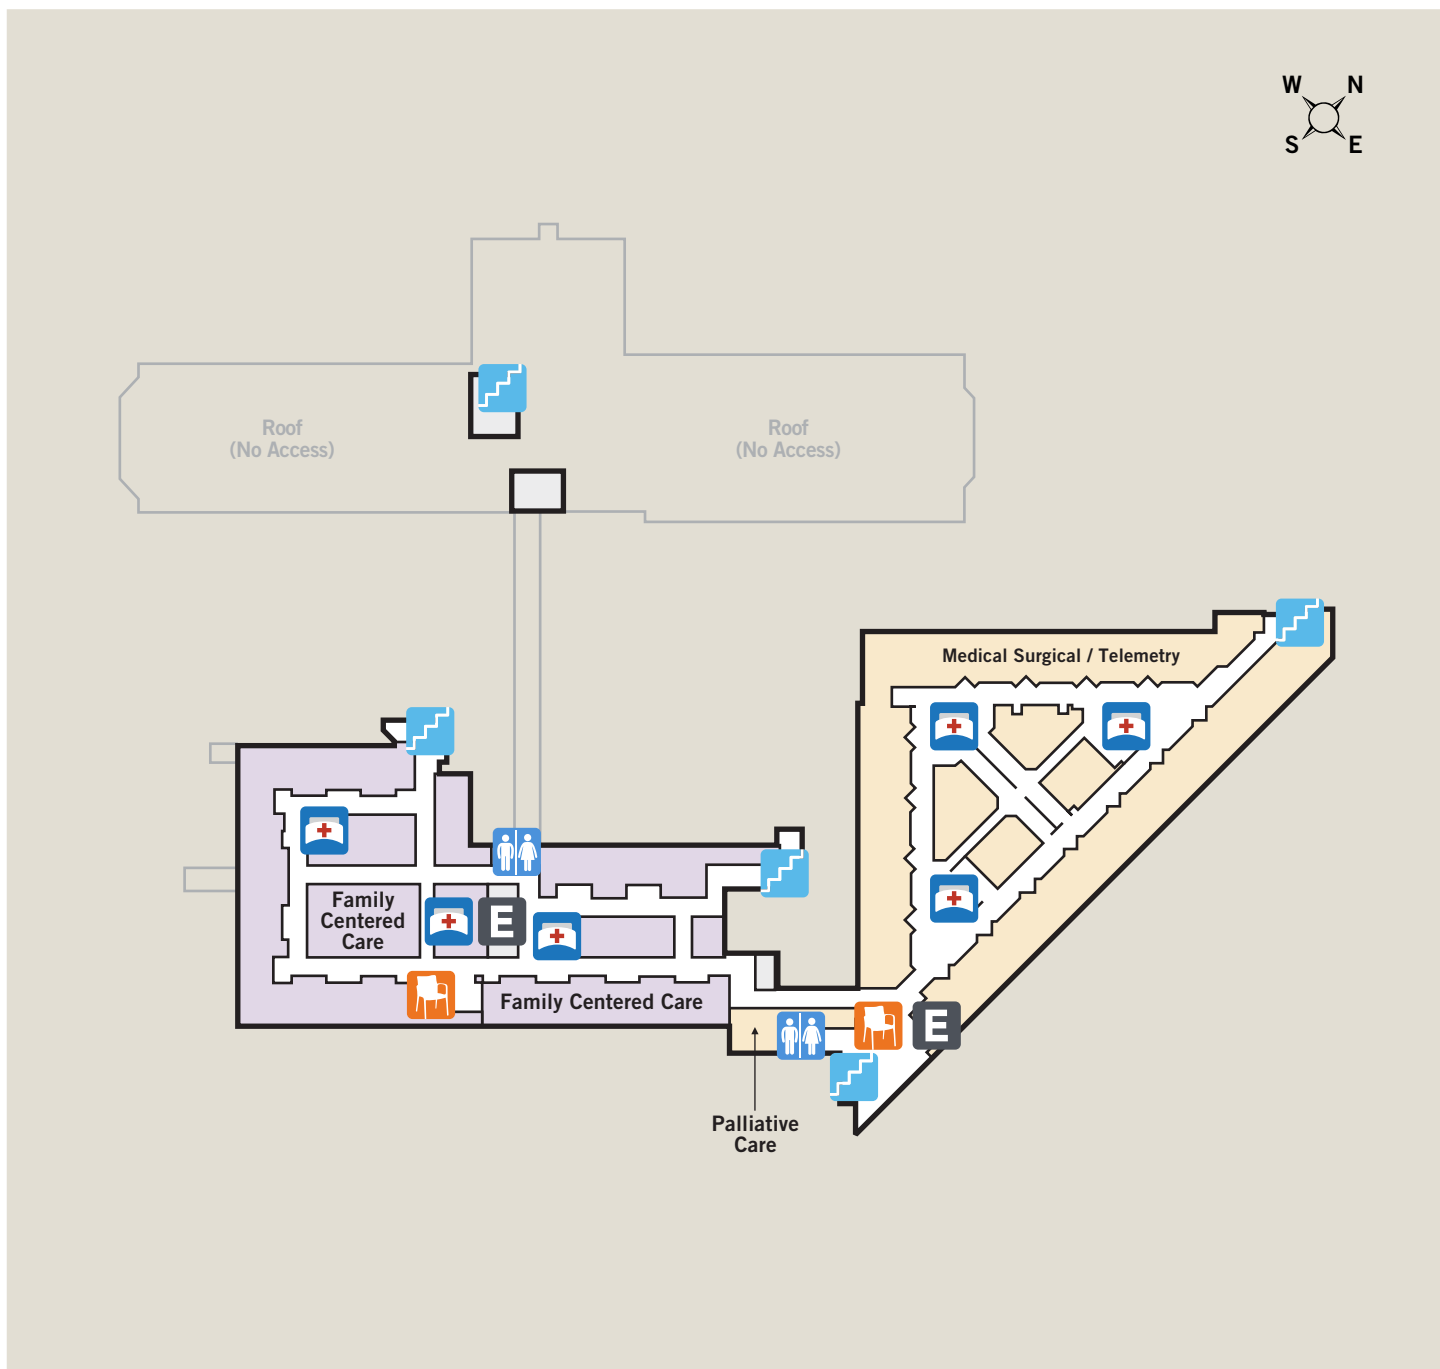 W N
S E
Roof
(No Access)
Roof
(No Access)
Medical Surgical / Telemetry
Family
Centered
Care
E
Family Centered Care
E
Palliative
Care